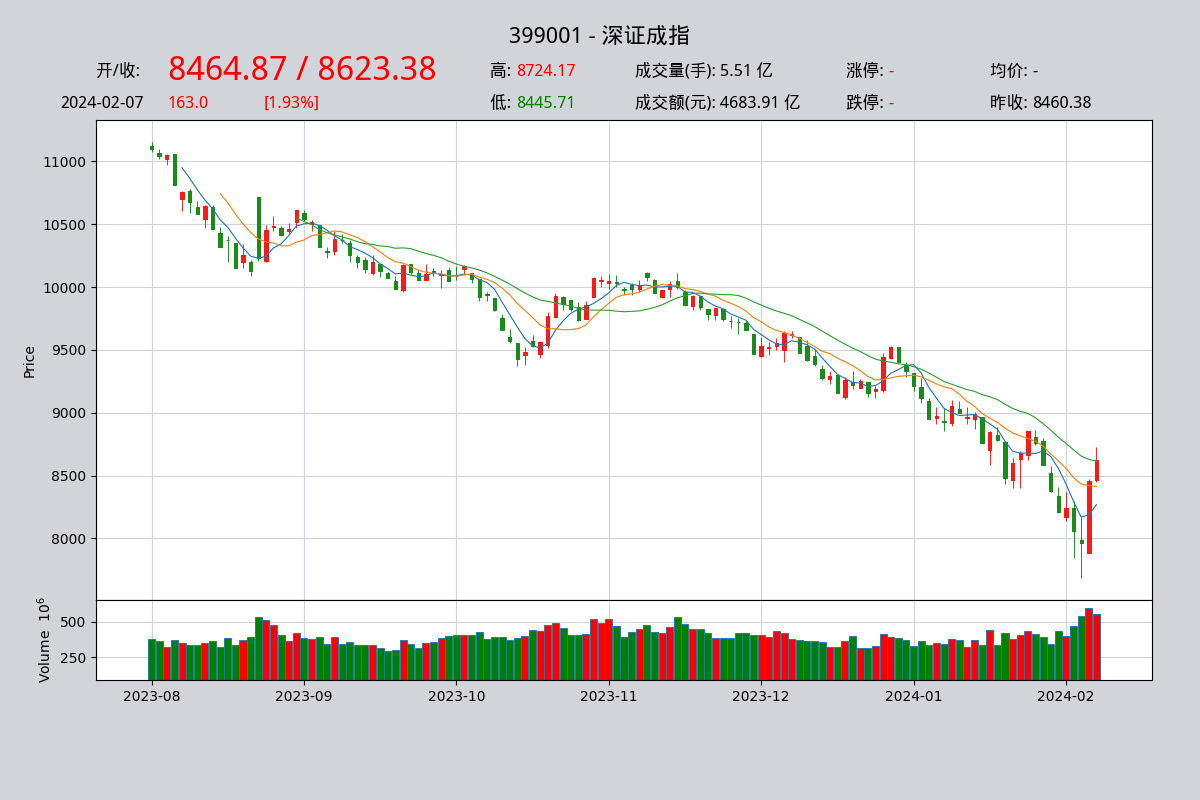 399001 - 深证成指
开/收: 8464.87 / 8623.38 高: 8724.17 成交量(手): 5.51 亿 涨停: - 均价: -
2024-02-07 163.0 [1.93%] 低: 8445.71 成交额(元): 4683.91 亿 跌停: - 昨收: 8460.38
11000
10500
10000
9500
9000
8500
8000
Price
500
250
Volume 10^6
2023-08 2023-09 2023-10 2023-11 2023-12 2024-01 2024-02